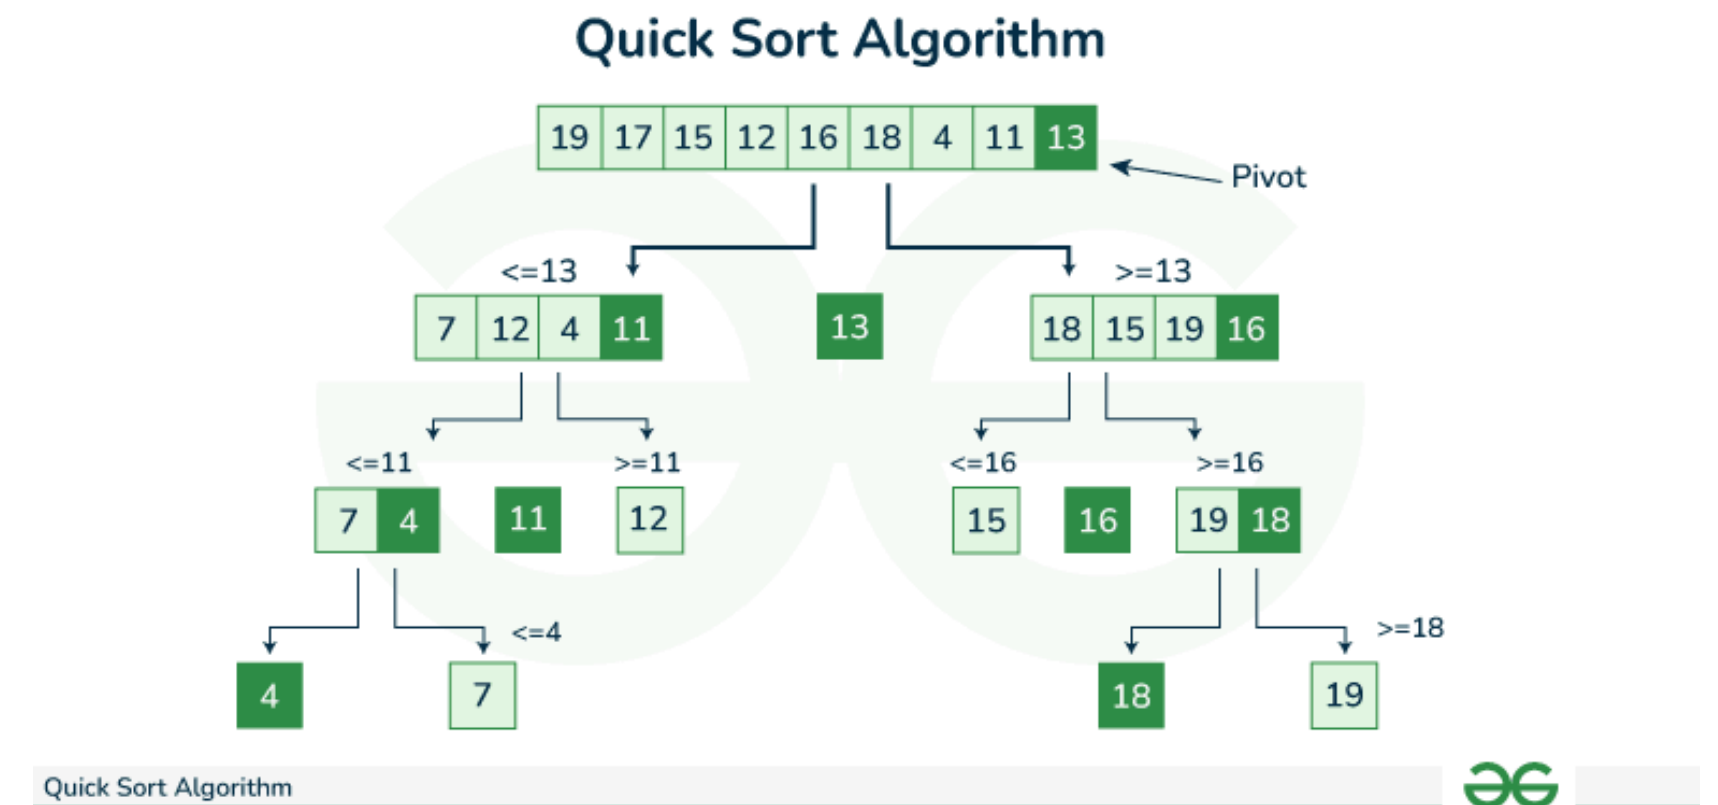 Quick Sort Algorithm
19 17 15 12 16 18 4 11 13
Pivot
<=13 >=13
7 12 4 11 13 18 15 19 16
<=11 >=11 <=16 >=16
7 4 11 12 15 16 19 18
<=4 >=18
4 7 18 19
Quick Sort Algorithm